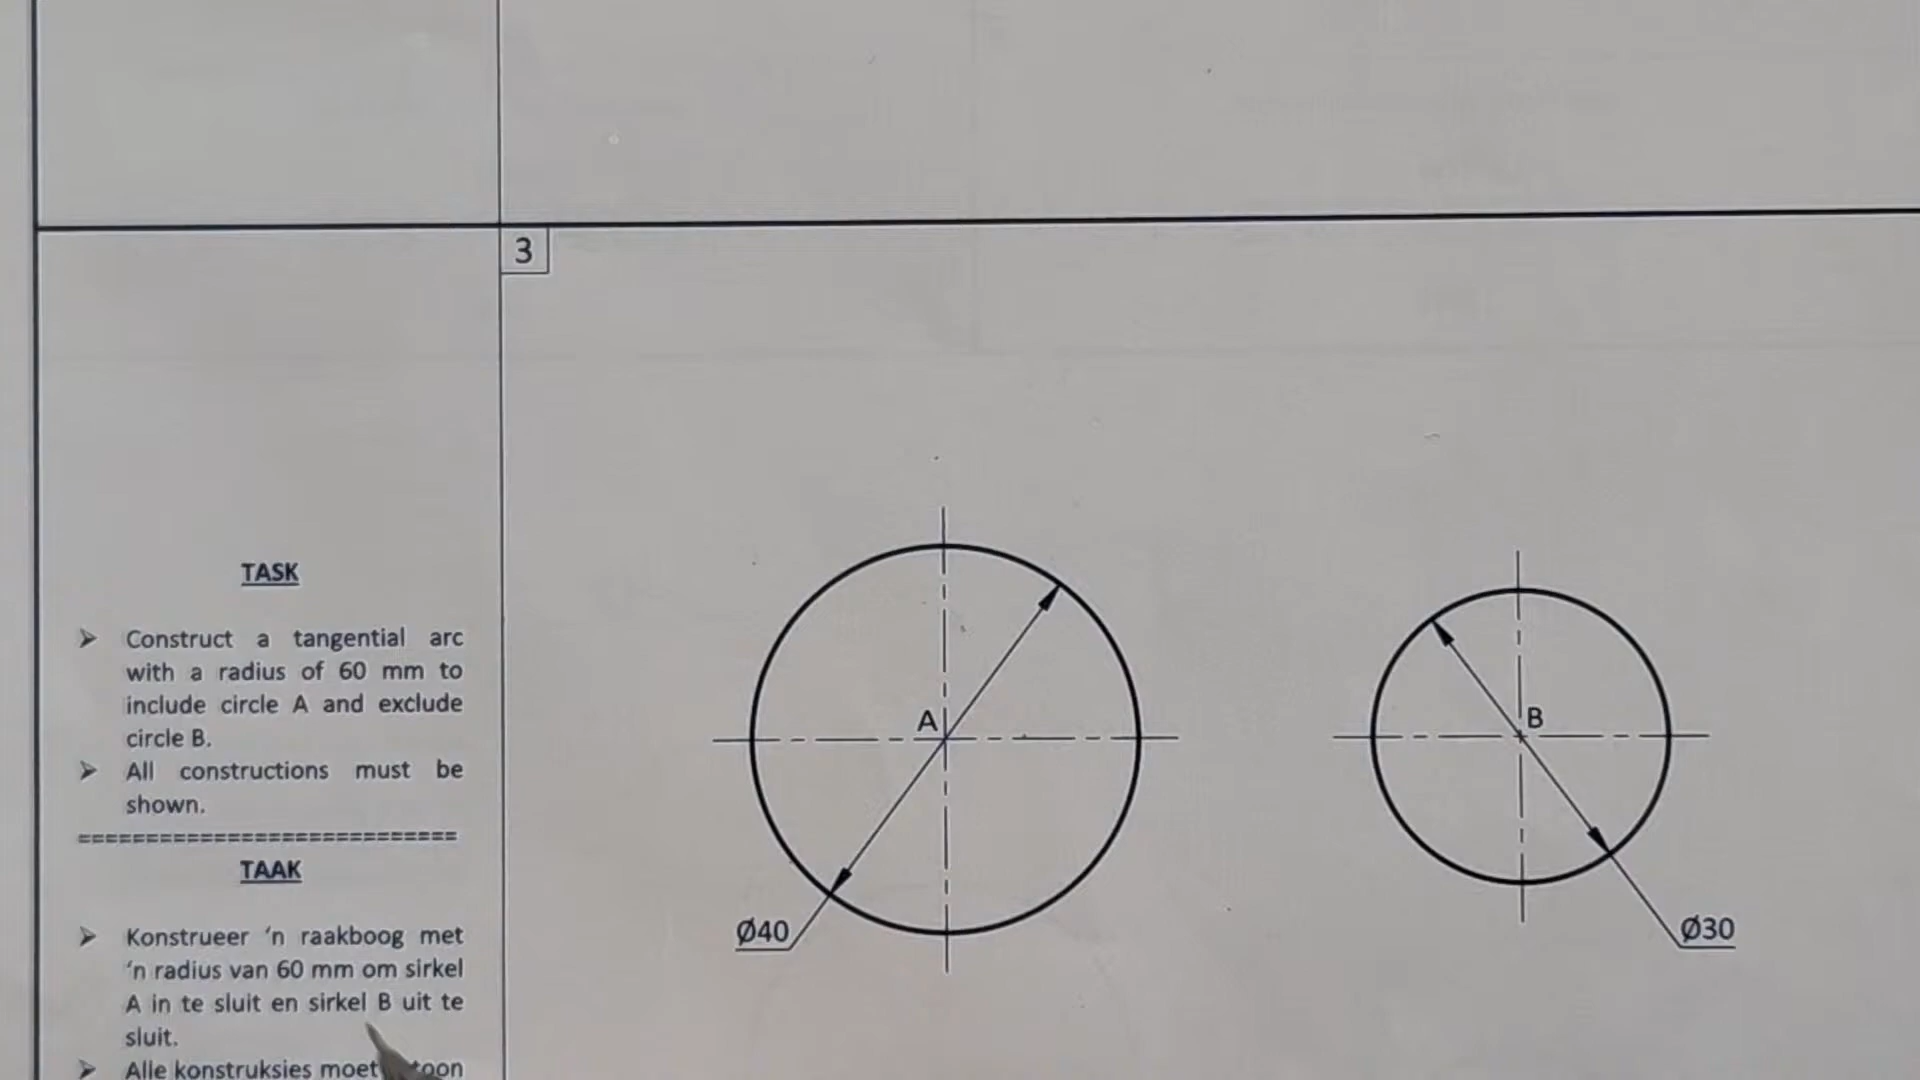 3
TASK
➢ Construct a tangential arc
with a radius of 60 mm to
include circle A and exclude
circle B.
➢ All constructions must be
shown.
============================
TAAK
➢ Konstrueer ‘n raakboog met
‘n radius van 60 mm om sirkel
A in te sluit en sirkel B uit te
sluit.
➢ Alle konstruksies moet
A
B
Ø40
Ø30